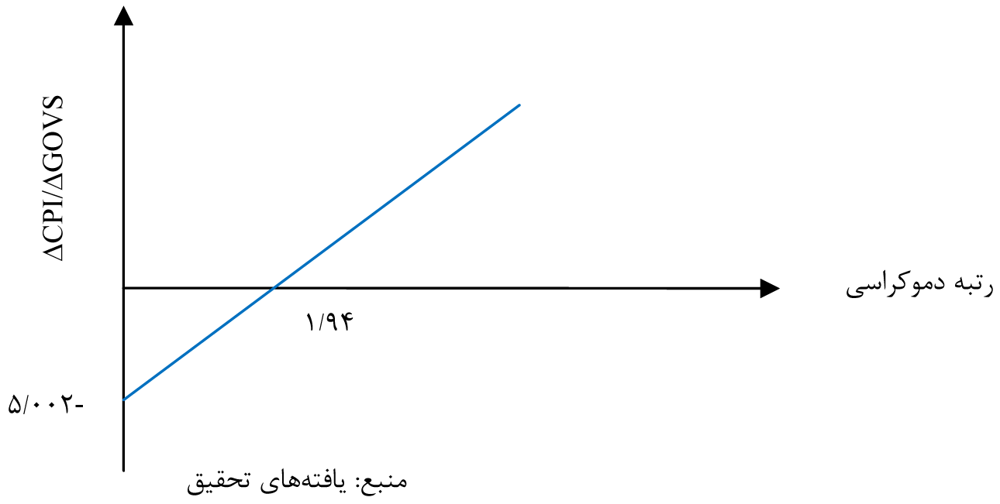 ΔCPI/ΔGOVS
رتبه دموکراسی
۱/۹۴
-۵/۰۰۲
منبع: یافته‌های تحقیق